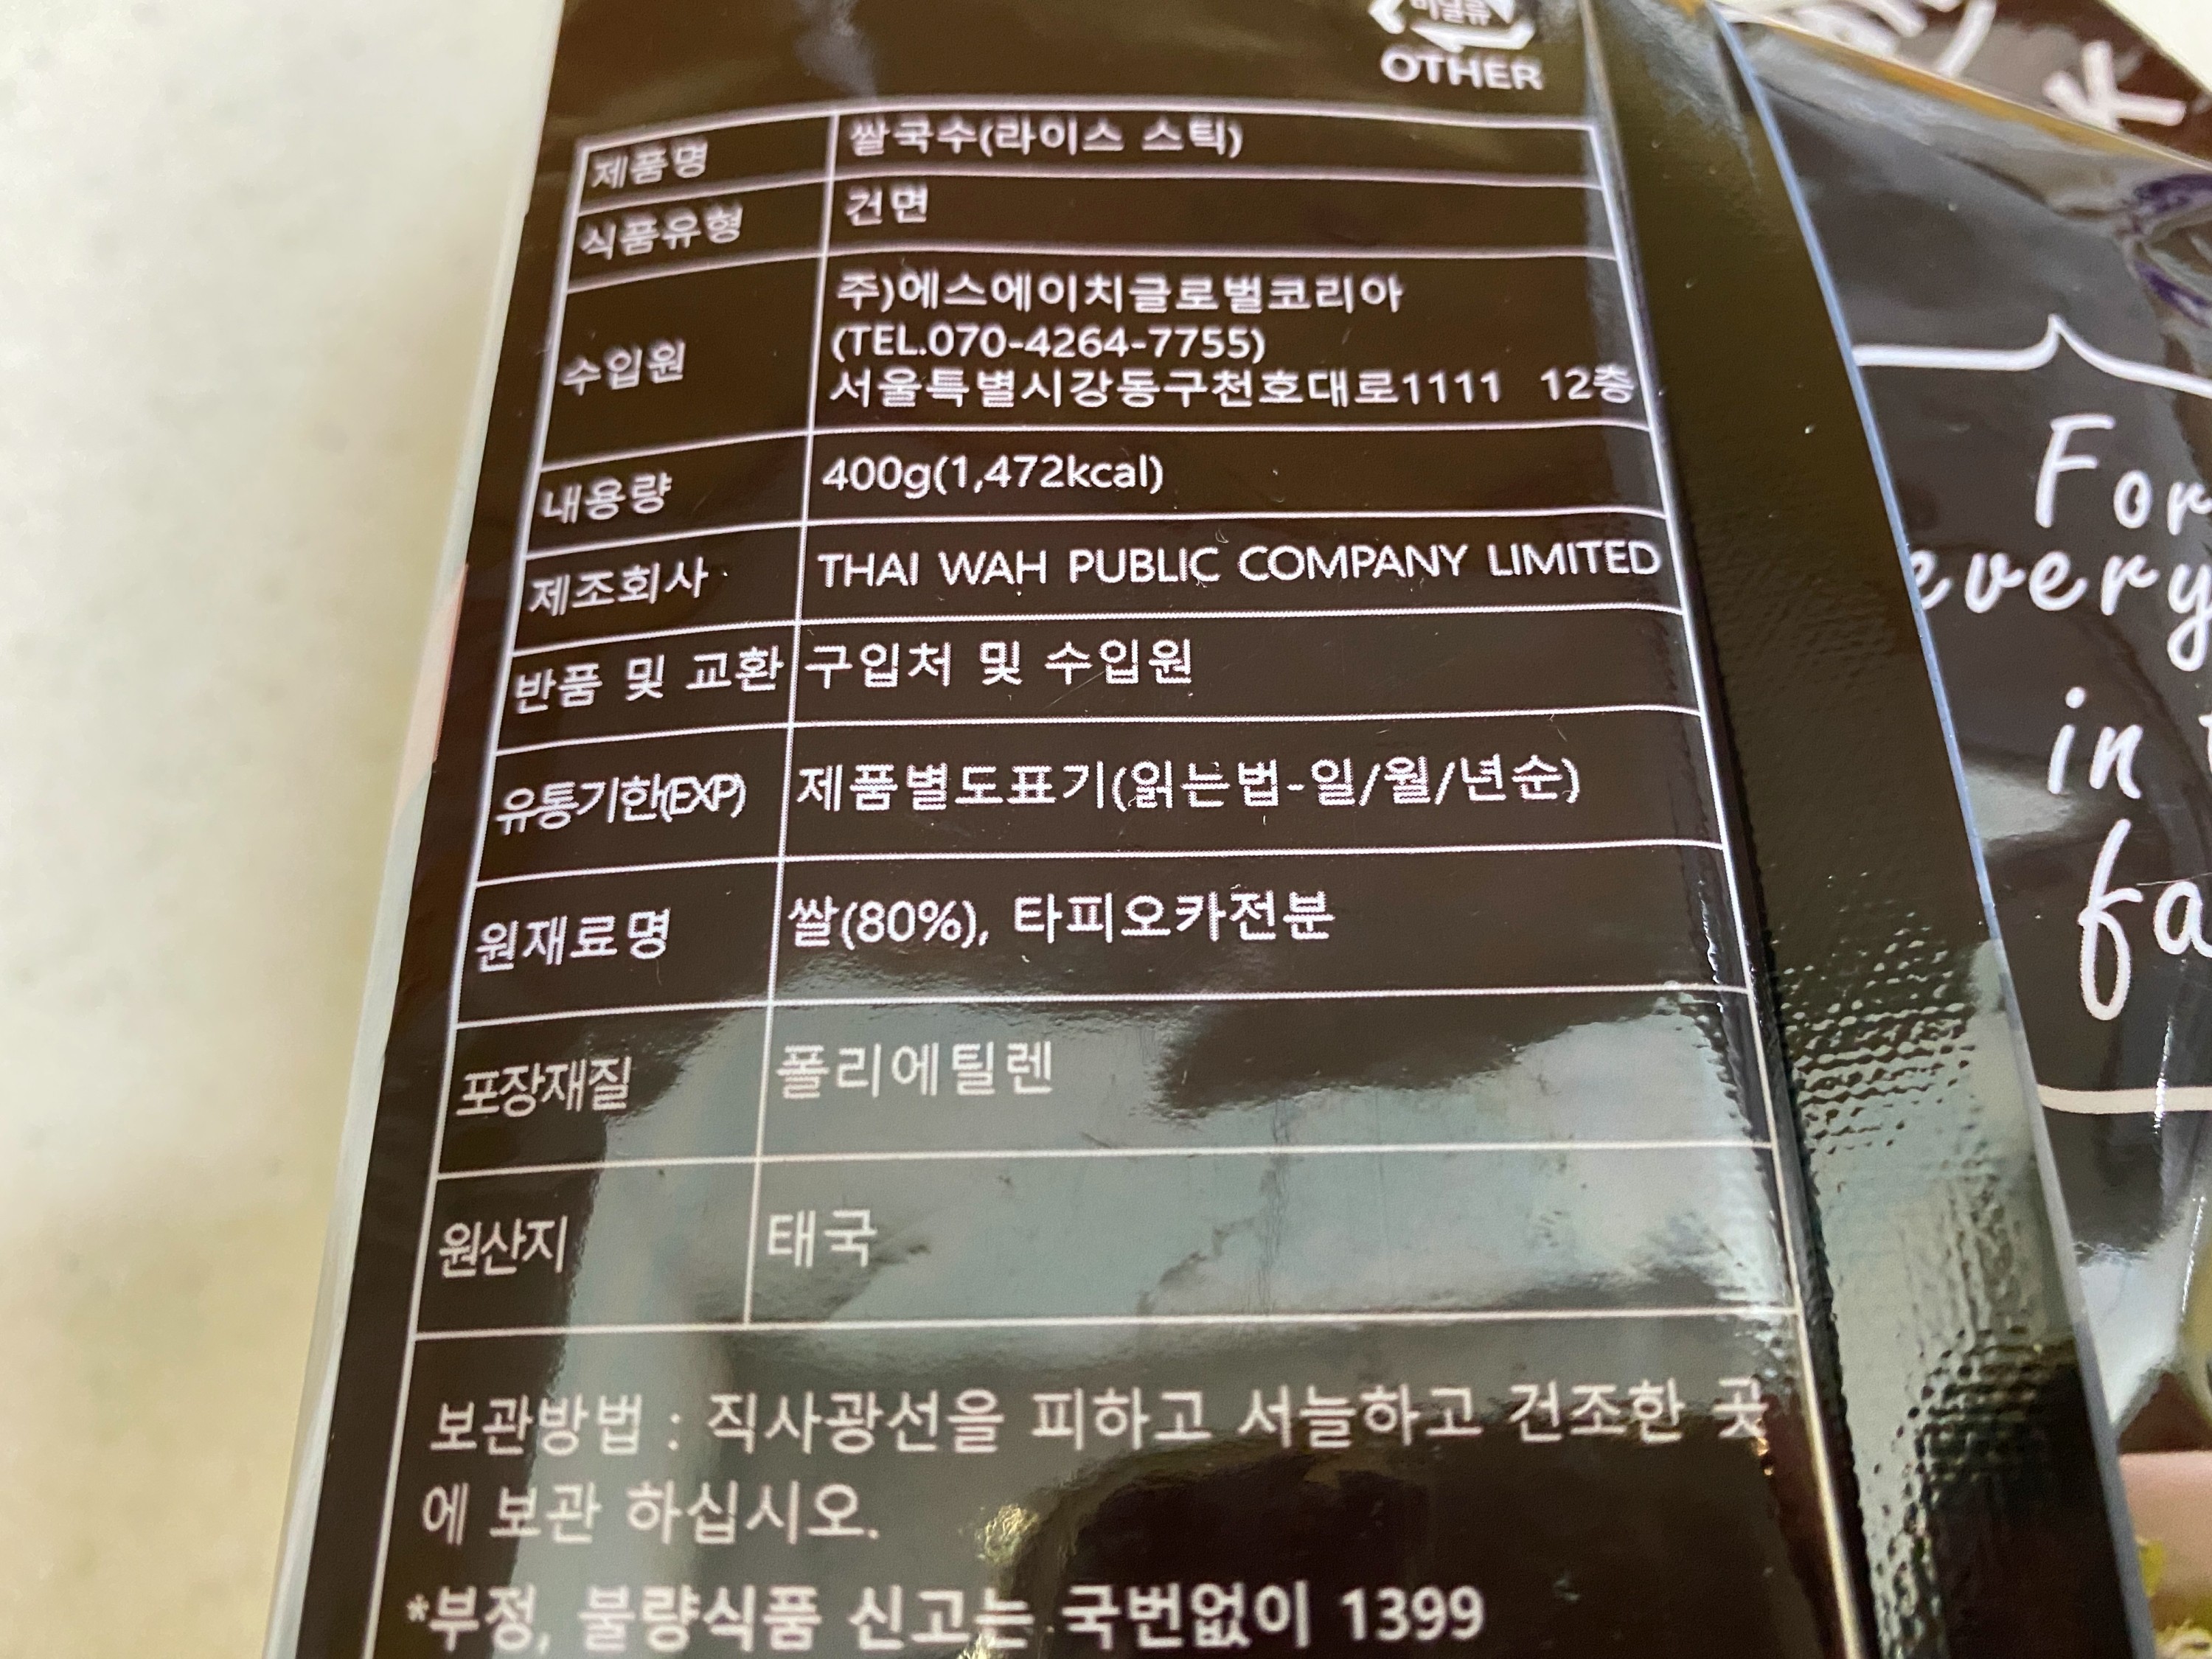 비닐류
OTHER
제품명 쌀국수(라이스 스틱)
식품유형 건면
수입원 주)에스에이치글로벌코리아
(TEL.070-4264-7755)
서울특별시강동구천호대로1111 12층
내용량 400g(1,472kcal)
제조회사 THAI WAH PUBLIC COMPANY LIMITED
반품 및 교환 구입처 및 수입원
유통기한(EXP) 제품별도표기(읽는법-일/월/년순)
원재료명 쌀(80%), 타피오카전분
포장재질 폴리에틸렌
원산지 태국
보관방법 : 직사광선을 피하고 서늘하고 건조한 곳
에 보관 하십시오.
*부정, 불량식품 신고는 국번없이 1399
For
every
in
fa